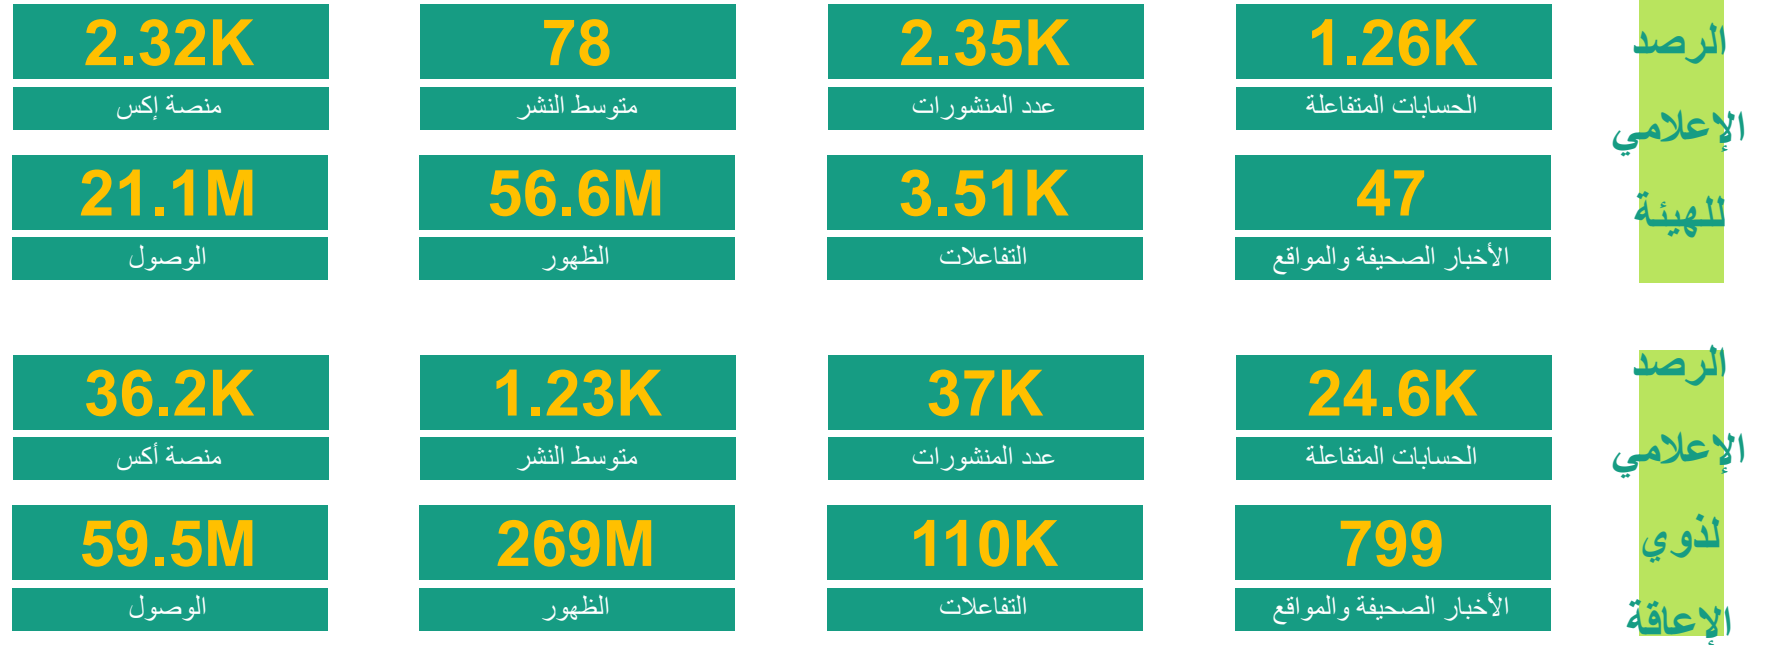 الرصد
الإعلامي
للهيئة
1.26K
الحسابات المتفاعلة
2.35K
عدد المنشورات
78
متوسط النشر
2.32K
منصة إكس
47
الأخبار الصحيفة والمواقع
3.51K
التفاعلات
56.6M
الظهور
21.1M
الوصول
الرصد
الإعلامي
لذوي
الإعاقة
24.6K
الحسابات المتفاعلة
37K
عدد المنشورات
1.23K
متوسط النشر
36.2K
منصة أكس
799
الأخبار الصحيفة والمواقع
110K
التفاعلات
269M
الظهور
59.5M
الوصول